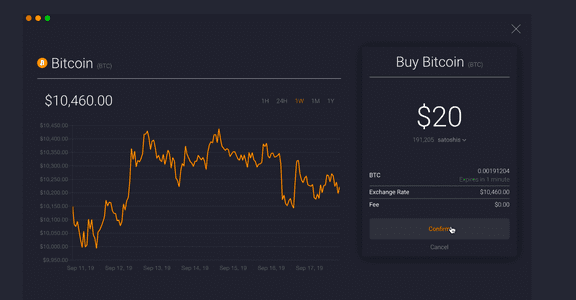 Bitcoin (BTC)
$10,460.00
1H 24H 1W 1M 1Y
$10,450.00
$10,400.00
$10,350.00
$10,300.00
$10,250.00
$10,200.00
$10,150.00
$10,100.00
$10,050.00
$10,000.00
$9,950.00
Sep 11, 19 Sep 12, 19 Sep 13, 19 Sep 14, 19 Sep 15, 19 Sep 16, 19 Sep 17, 19
Buy Bitcoin (BTC)
$20
191,205 satoshis
BTC 0.00191204
Expires in 1 minute
Exchange Rate $10,460.00
Fee $0.00
Confirm
Cancel